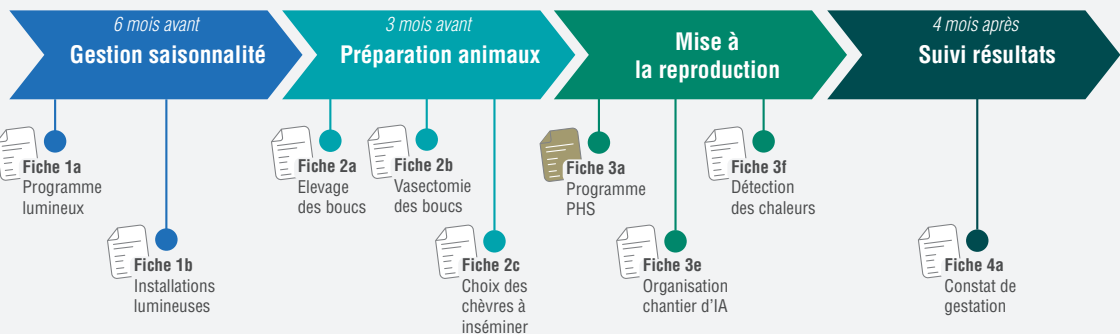 6 mois avant
Gestion saisonnalité
3 mois avant
Préparation animaux
Mise à
la reproduction
4 mois après
Suivi résultats
Fiche 1a
Programme
lumineux
Fiche 1b
Installations
lumineuses
Fiche 2a
Elevage
des boucs
Fiche 2b
Vasectomie
des boucs
Fiche 2c
Choix des
chèvres à
inséminer
Fiche 3a
Programme
PHS
Fiche 3e
Organisation
chantier d'IA
Fiche 3f
Détection
des chaleurs
Fiche 4a
Constat de
gestation